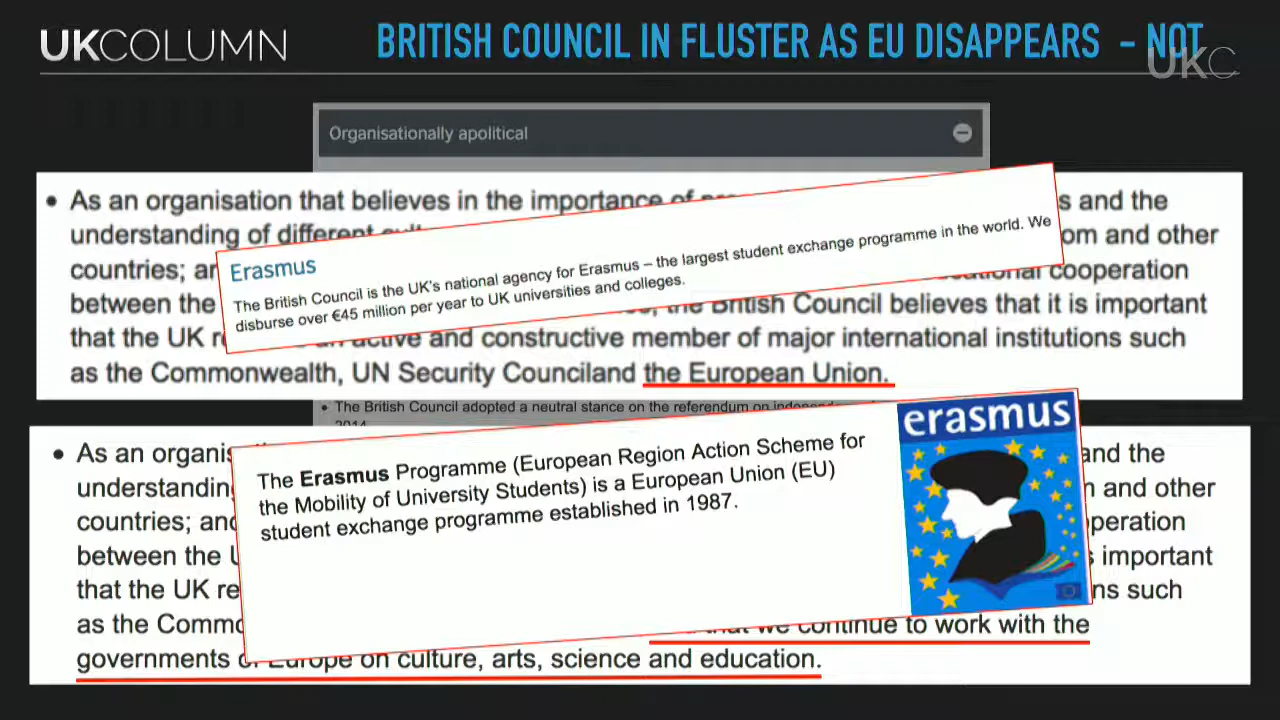 UKCOLUMN
BRITISH COUNCIL IN FLUSTER AS EU DISAPPEARS – NOT
UKC
Organisationally apolitical
• As an organisation that believes in the importance of s and the
understanding of different om and other
countries; an cooperation
between the the British Council believes that it is important
that the UK re active and constructive member of major international institutions such
as the Commonwealth, UN Security Counciland the European Union.
Erasmus
The British Council is the UK's national agency for Erasmus – the largest student exchange programme in the world. We
disburse over €45 million per year to UK universities and colleges.
• The British Council adopted a neutral stance on the referendum on
2014
• As an organis and the
understanding n and other
countries; and operation
between the U s important
that the UK re ns such
as the Commo that we continue to work with the
governments of Europe on culture, arts, science and education.
The Erasmus Programme (European Region Action Scheme for
the Mobility of University Students) is a European Union (EU)
student exchange programme established in 1987.
erasmus